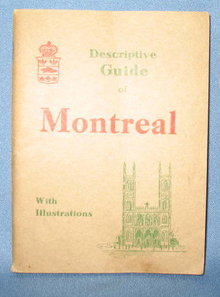 Descriptive
Guide
of
Montreal
With
Illustrations